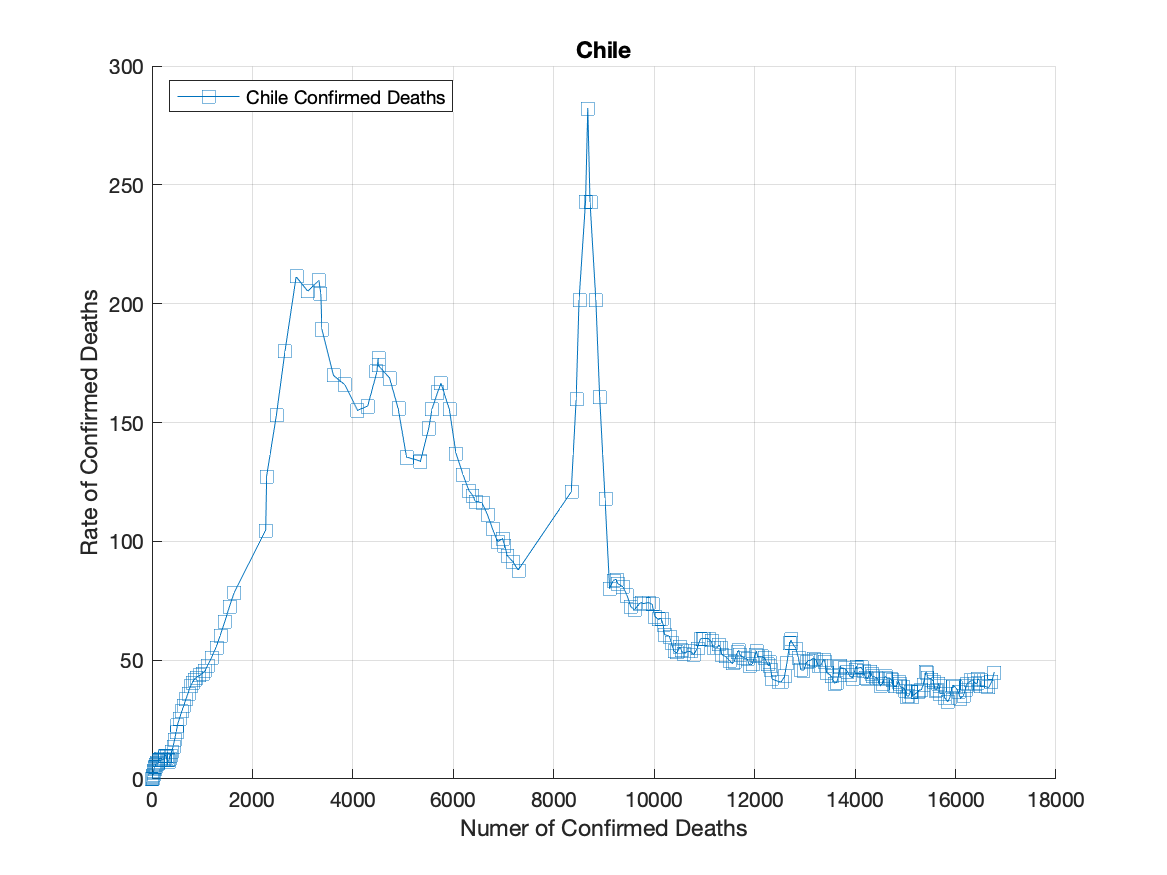 Chile
300
Chile Confirmed Deaths
250
200
150
100
50
0
Rate of Confirmed Deaths
0 2000 4000 6000 8000 10000 12000 14000 16000 18000
Numer of Confirmed Deaths